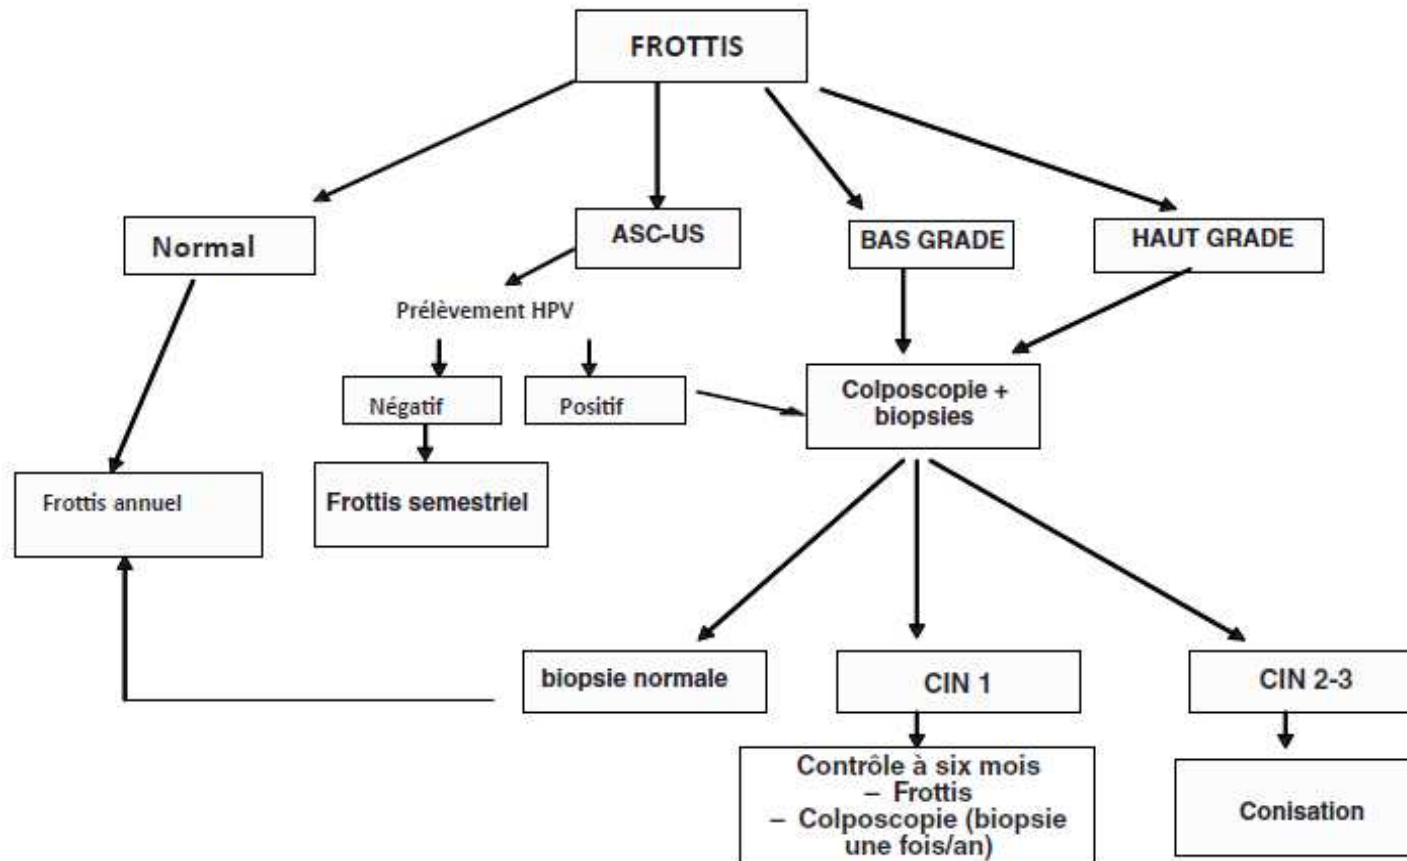 FROTTIS
Normal
ASC-US
BAS GRADE
HAUT GRADE
Prélèvement HPV
Négatif
Positif
Colposcopie +
biopsies
Frottis annuel
Frottis semestriel
biopsie normale
CIN 1
CIN 2-3
Contrôle à six mois
– Frottis
– Colposcopie (biopsie
une fois/an)
Conisation